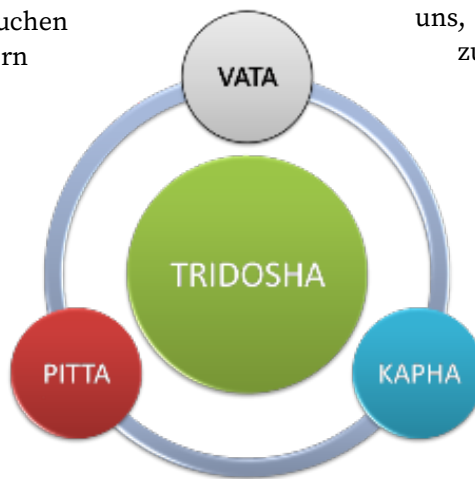 uchen
rn
uns,
zu
VATA
TRIDOSHA
PITTA
KAPHA